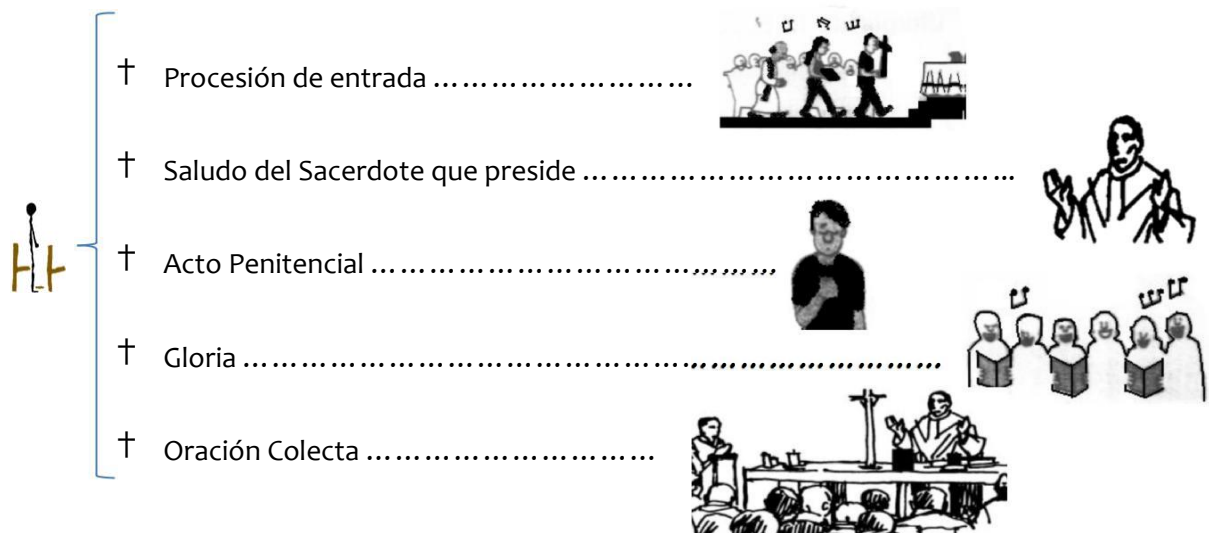 † Procesión de entrada ………………………
† Saludo del Sacerdote que preside ……………………………………...
† Acto Penitencial ……………………………………
† Gloria ………………………………………………………………
† Oración Colecta …………………………